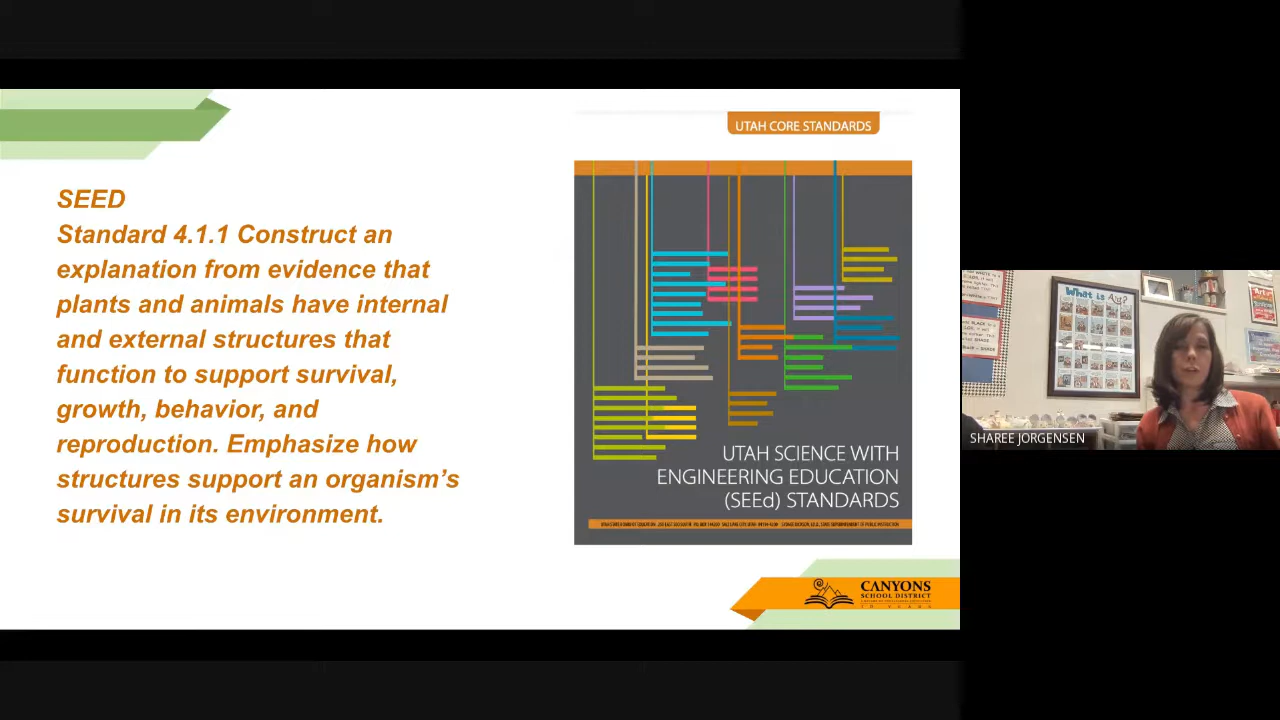 UTAH CORE STANDARDS
SEED
Standard 4.1.1 Construct an
explanation from evidence that
plants and animals have internal
and external structures that
function to support survival,
growth, behavior, and
reproduction. Emphasize how
structures support an organism's
survival in its environment.
UTAH SCIENCE WITH
ENGINEERING EDUCATION
(SEEd) STANDARDS
CANYONS
SCHOOL DISTRICT
What is Art?
SHAREE JORGENSEN